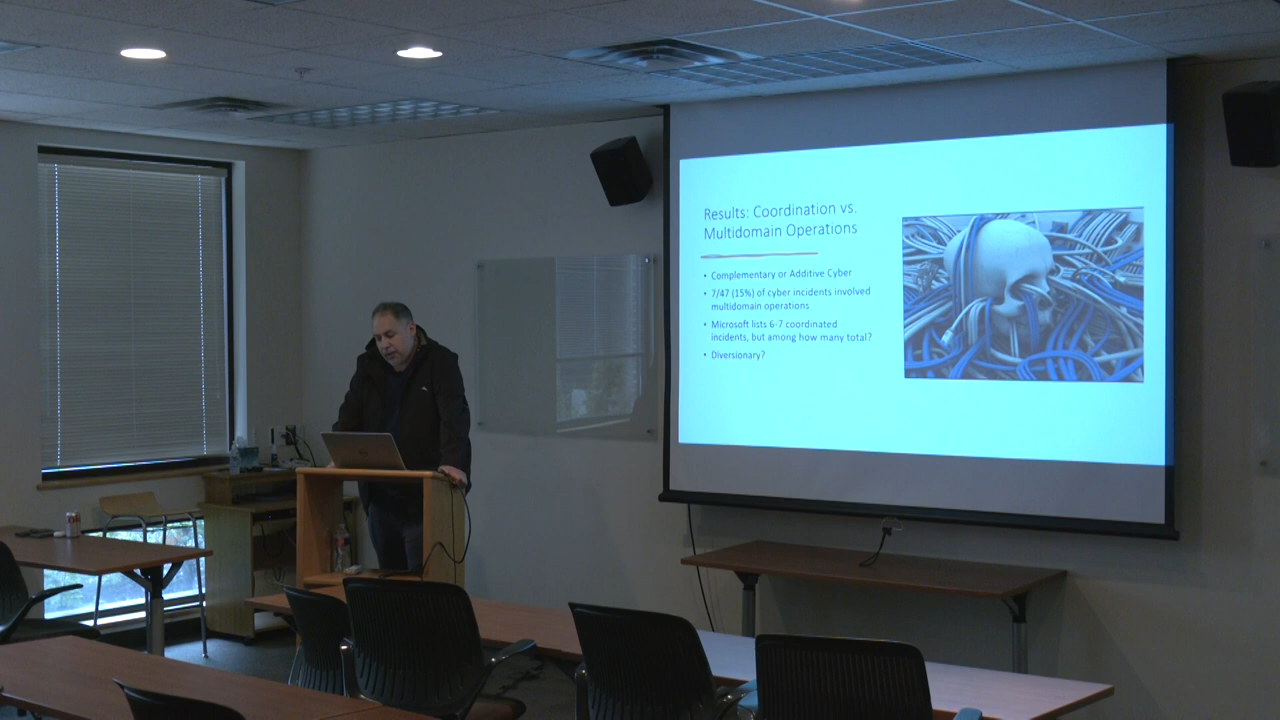 Results: Coordination vs.
Multidomain Operations
• Complementary or Additive Cyber
• 7/47 (15%) of cyber incidents involved
multidomain operations
• Microsoft lists 6-7 coordinated
incidents, but among how many total?
• Diversionary?